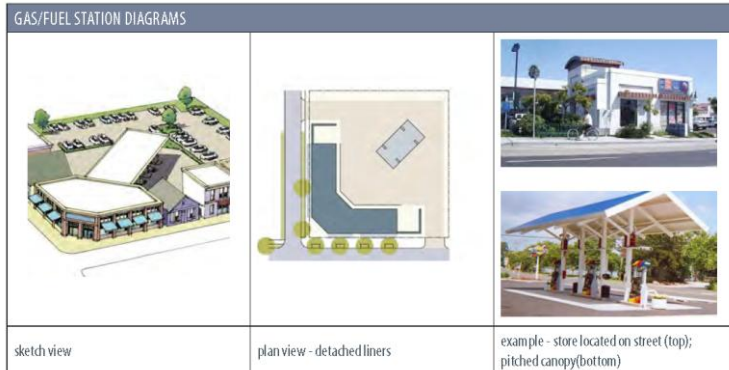 GAS/FUEL STATION DIAGRAMS
sketch view
plan view - detached liners
example - store located on street (top);
pitched canopy(bottom)